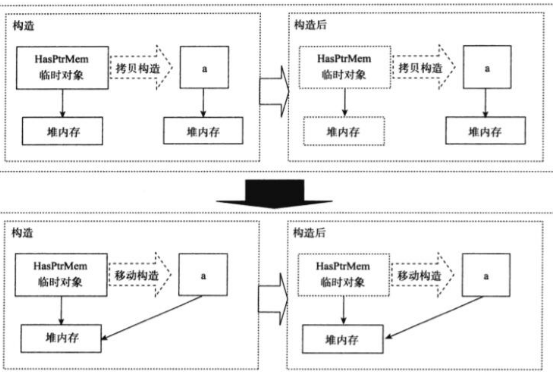 构造
HasPtrMem
临时对象
拷贝构造
a
堆内存
堆内存
构造后
HasPtrMem
临时对象
拷贝构造
a
堆内存
堆内存
构造
HasPtrMem
临时对象
移动构造
a
堆内存
构造后
HasPtrMem
临时对象
移动构造
a
堆内存